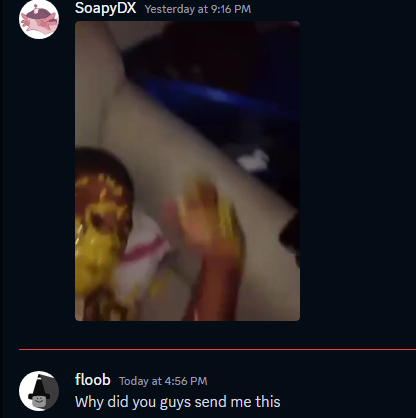 SoapyDX Yesterday at 9:16 PM
floob Today at 4:56 PM
Why did you guys send me this